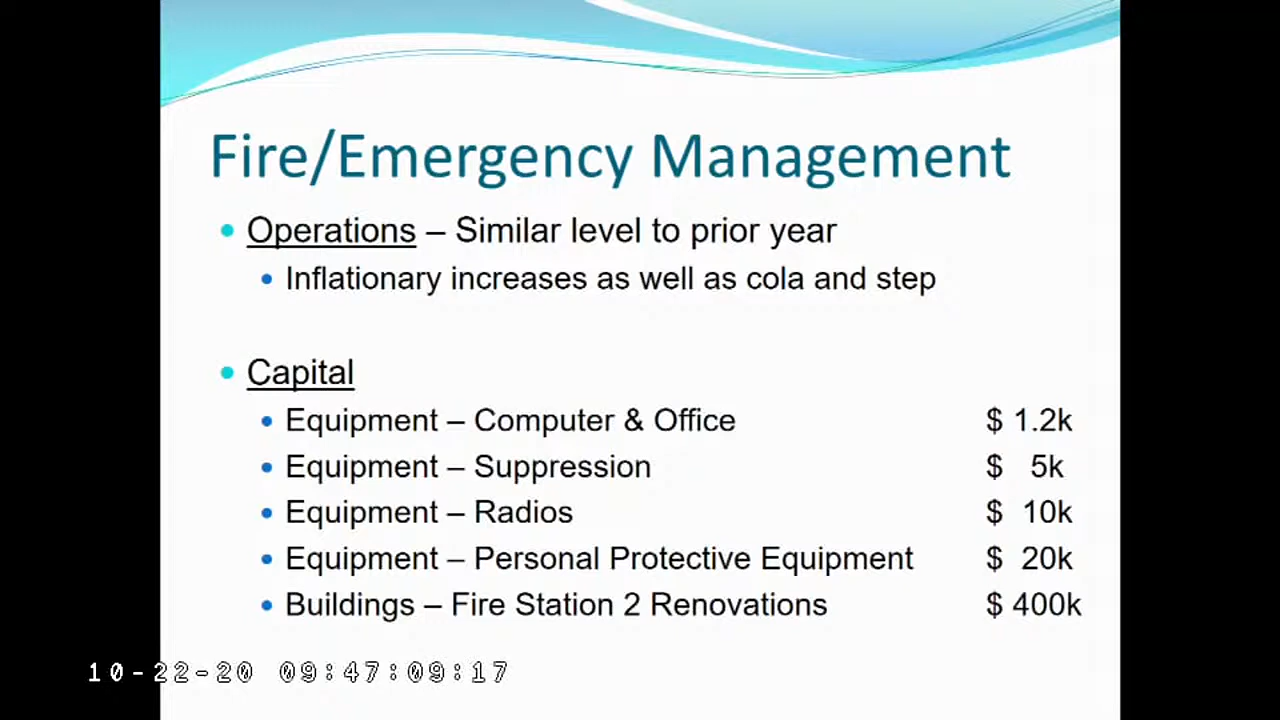 Fire/Emergency Management
Operations – Similar level to prior year
Inflationary increases as well as cola and step
Capital
Equipment – Computer & Office $ 1.2k
Equipment – Suppression $ 5k
Equipment – Radios $ 10k
Equipment – Personal Protective Equipment $ 20k
Buildings – Fire Station 2 Renovations $ 400k
10-22-20 09:47:09:17